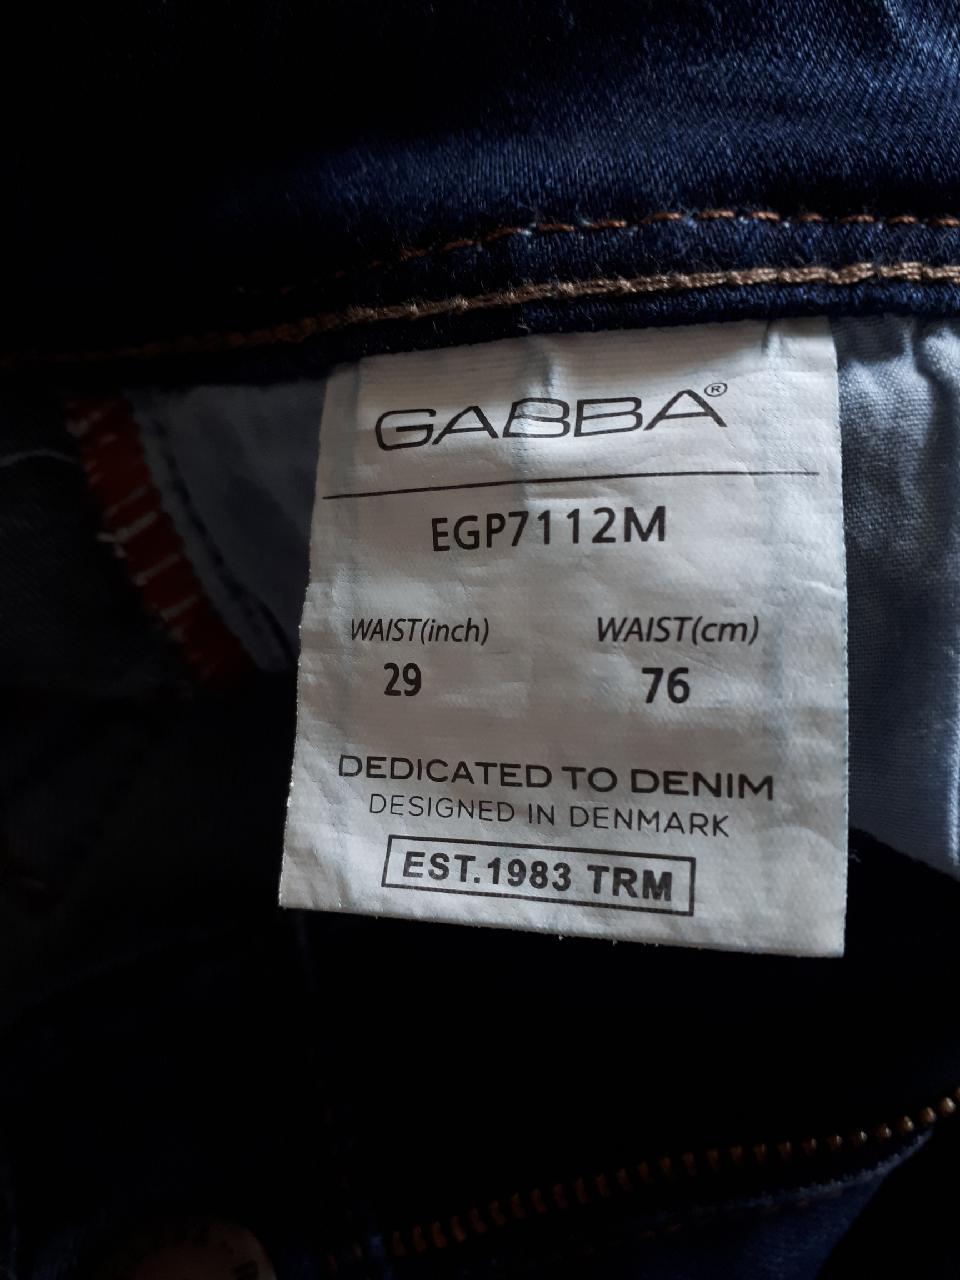 GABBA®
EGP7112M
WAIST(inch) WAIST(cm)
29 76
DEDICATED TO DENIM
DESIGNED IN DENMARK
EST.1983 TRM